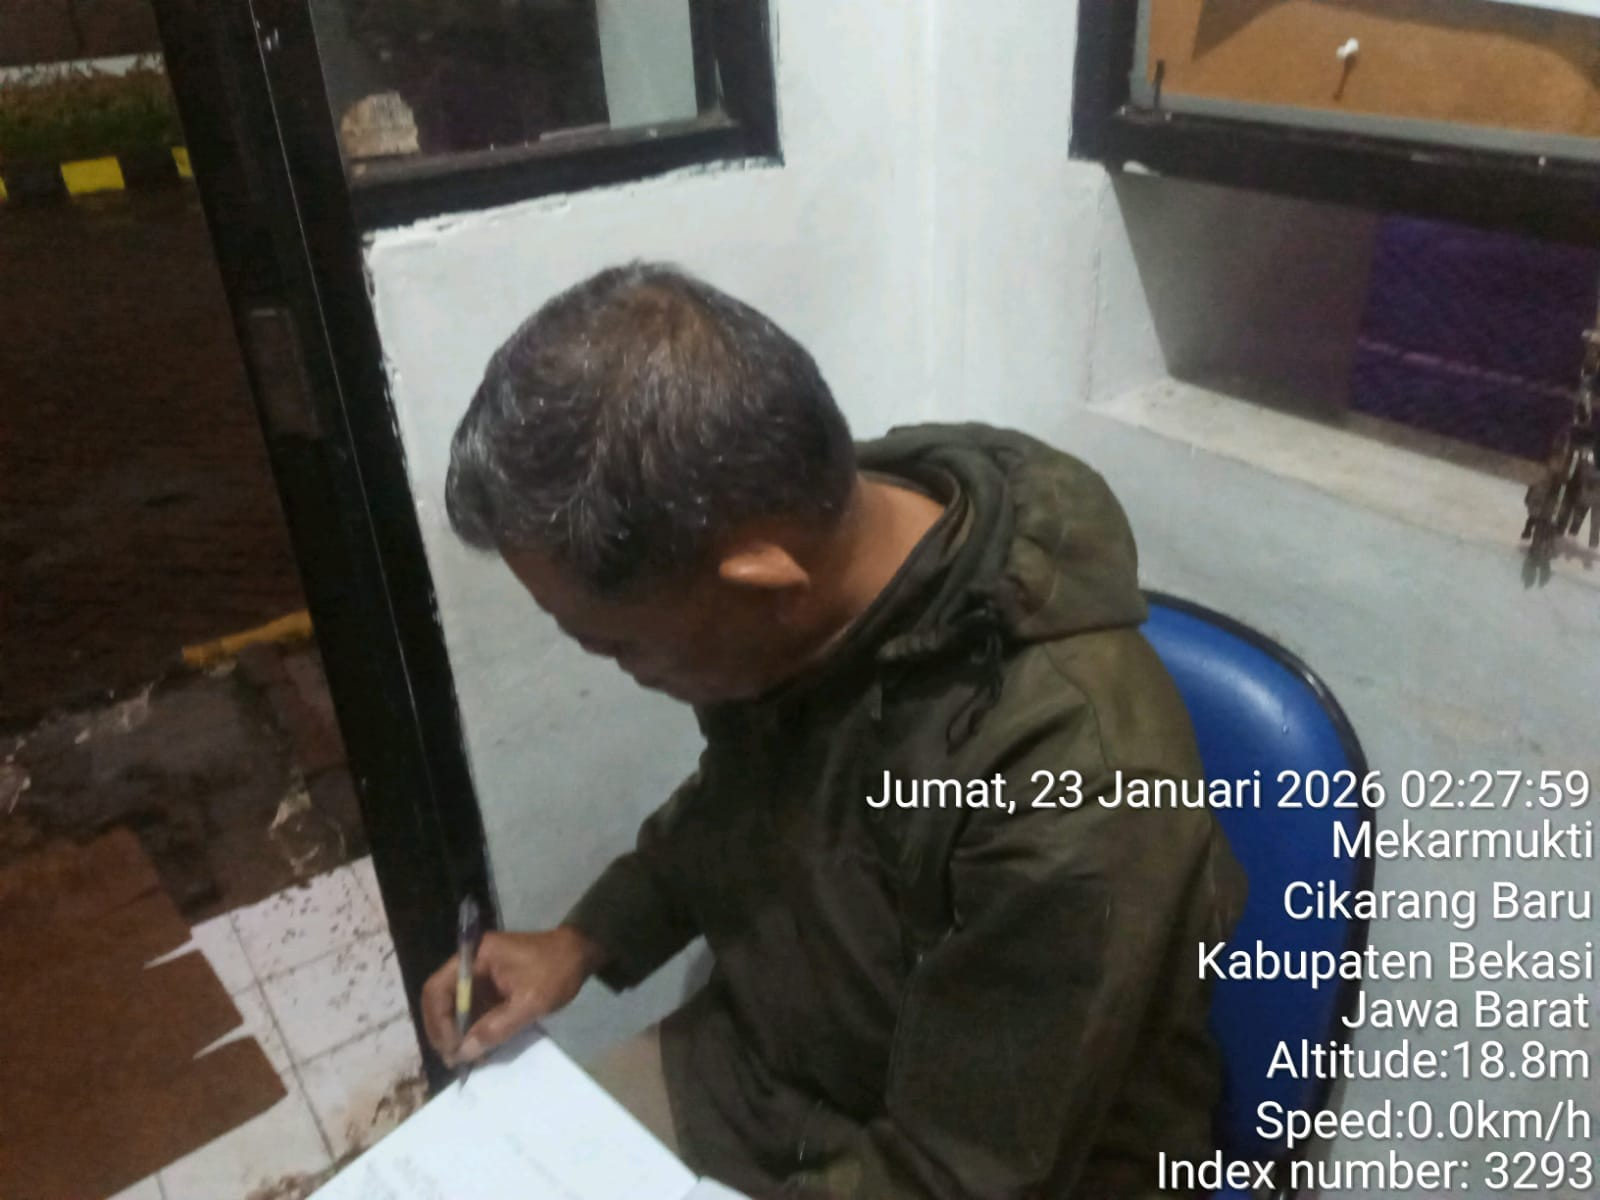 Jumat, 23 Januari 2026 02:27:59
Mekarmukti
Cikarang Baru
Kabupaten Bekasi
Jawa Barat
Altitude:18.8m
Speed:0.0km/h
Index number: 3293